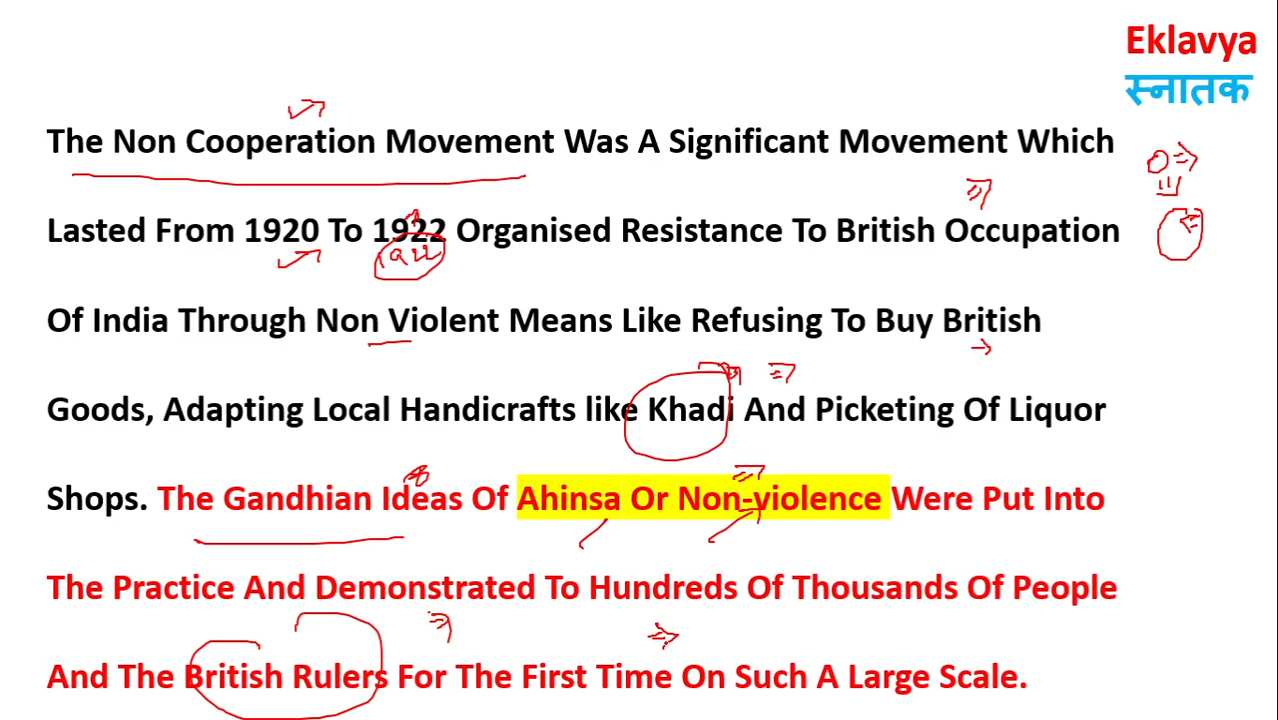 Eklavya
स्नातक
The Non Cooperation Movement Was A Significant Movement Which
Lasted From 1920 To 1922 Organised Resistance To British Occupation
1922
Of India Through Non Violent Means Like Refusing To Buy British
Goods, Adapting Local Handicrafts like Khadi And Picketing Of Liquor
Shops. The Gandhian Ideas Of Ahinsa Or Non-violence Were Put Into
The Practice And Demonstrated To Hundreds Of Thousands Of People
And The British Rulers For The First Time On Such A Large Scale.